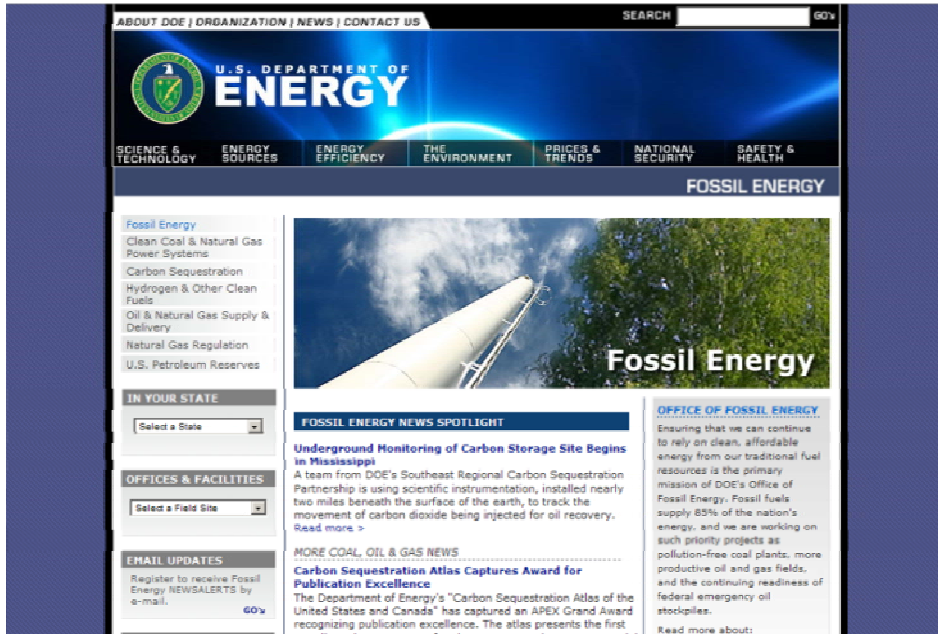 ABOUT DOE | ORGANIZATION | NEWS | CONTACT US
SEARCH
GO
U.S. DEPARTMENT OF
ENERGY
SCIENCE &
TECHNOLOGY
ENERGY
SOURCES
ENERGY
EFFICIENCY
THE
ENVIRONMENT
PRICES &
TRENDS
NATIONAL
SECURITY
SAFETY &
HEALTH
FOSSIL ENERGY
Fossil Energy
Clean Coal & Natural Gas
Power Systems
Carbon Sequestration
Hydrogen & Other Clean
Fuels
Oil & Natural Gas Supply &
Delivery
Natural Gas Regulation
U.S. Petroleum Reserves
IN YOUR STATE
Select a State
OFFICES & FACILITIES
Select a Field Site
EMAIL UPDATES
Register to receive Fossil
Energy NEWSALERTS by
e-mail.
GO
Fossil Energy
FOSSIL ENERGY NEWS SPOTLIGHT
Underground Monitoring of Carbon Storage Site Begins
in Mississippi
A team from DOE's Southeast Regional Carbon Sequestration
Partnership is using scientific instrumentation, installed nearly
two miles beneath the surface of the earth, to track the
movement of carbon dioxide being injected for oil recovery.
Read more >
MORE COAL, OIL & GAS NEWS
Carbon Sequestration Atlas Captures Award for
Publication Excellence
The Department of Energy's "Carbon Sequestration Atlas of the
United States and Canada" has captured an APEX Grand Award
recognizing publication excellence. The atlas presents the first
OFFICE OF FOSSIL ENERGY
Ensuring that we can continue
to rely on clean, affordable
energy from our traditional fuel
resources is the primary
mission of DOE's Office of
Fossil Energy. Fossil fuels
supply 85% of the nation's
energy, and we are working on
such priority projects as
pollution-free coal plants, more
productive oil and gas fields,
and the continuing readiness of
federal emergency oil
stockpiles.
Read more about: